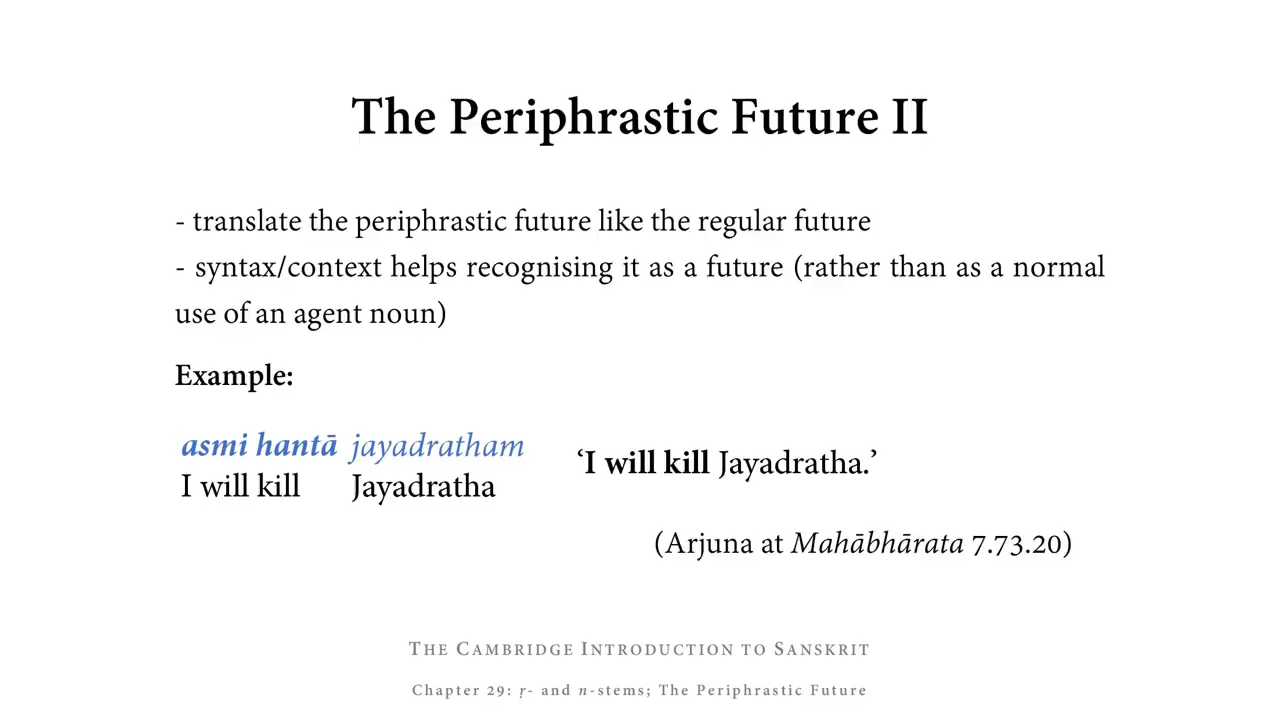 The Periphrastic Future II
- translate the periphrastic future like the regular future
- syntax/context helps recognising it as a future (rather than as a normal
use of an agent noun)
Example:
asmi hantā jayadratham
I will kill Jayadratha
‘I will kill Jayadratha.’
(Arjuna at Mahābhārata 7.73.20)
The Cambridge Introduction to Sanskrit
Chapter 29: ṛ- and n-stems; The Periphrastic Future